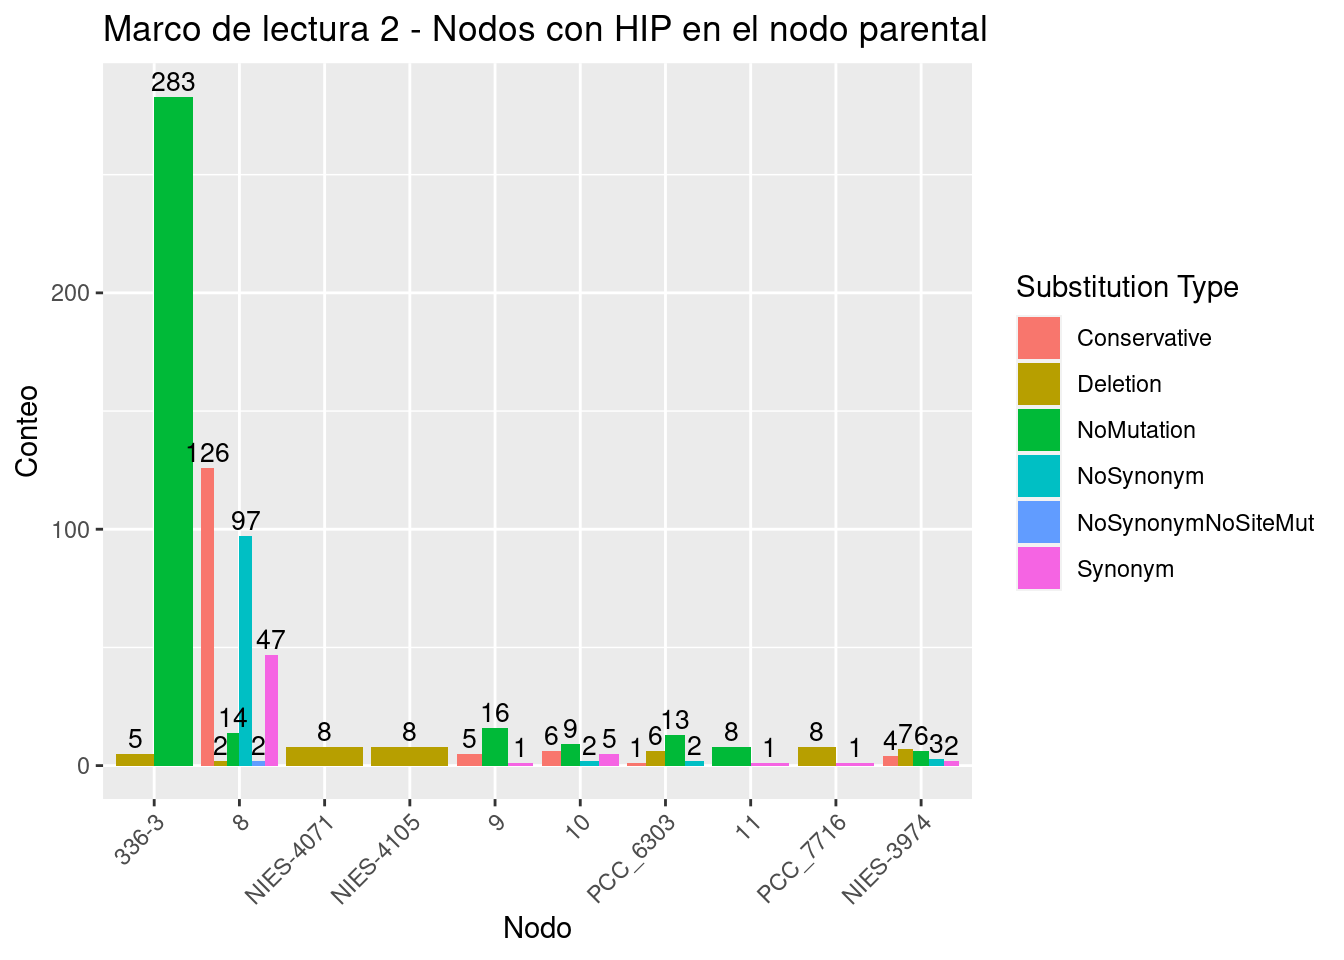 Marco de lectura 2 - Nodos con HIP en el nodo parental
Conteo
200
100
0
283
5
126
2
14
97
2
47
8
8
5
16
1
6
9
2
5
1
6
13
2
8
1
8
1
4
7
6
3
2
336-3
8
NIES-4071
NIES-4105
9
10
PCC_6303
11
PCC_7716
NIES-3974
Nodo
Substitution Type
Conservative
Deletion
NoMutation
NoSynonym
NoSynonymNoSiteMut
Synonym